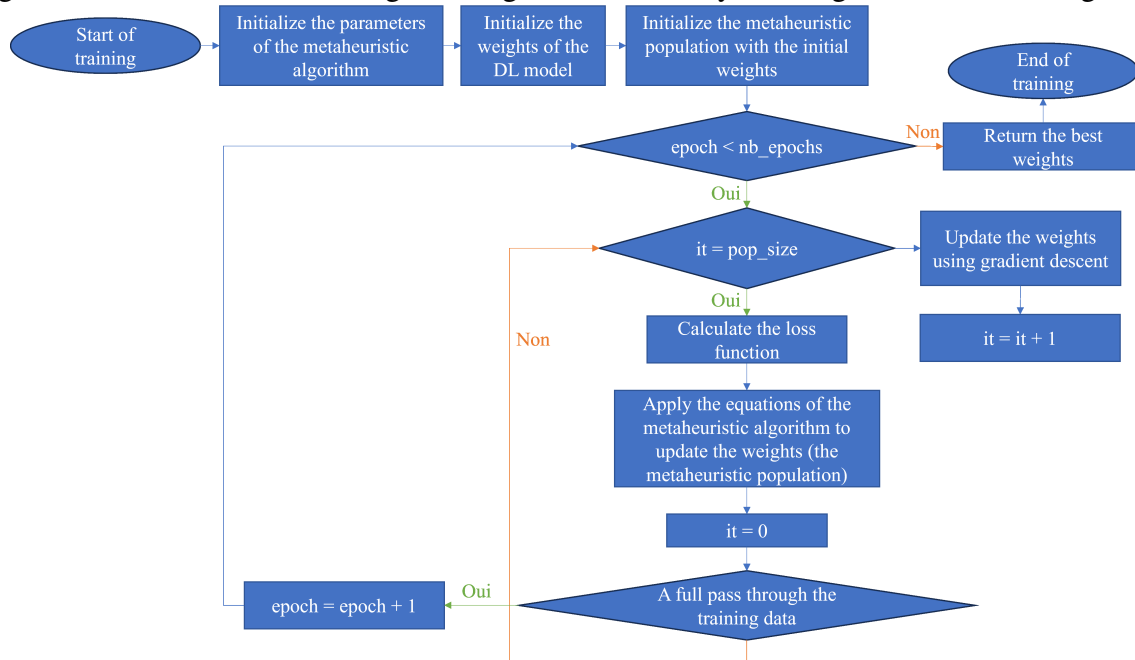 Start of
training
Initialize the parameters
of the metaheuristic
algorithm
Initialize the
weights of the
DL model
Initialize the metaheuristic
population with the initial
weights
End of
training
epoch < nb_epochs
Non
Return the best
weights
Oui
it = pop_size
Update the weights
using gradient descent
Oui
it = it + 1
Calculate the loss
function
Non
Apply the equations of the
metaheuristic algorithm to
update the weights (the
metaheuristic population)
it = 0
A full pass through the
training data
Oui
epoch = epoch + 1